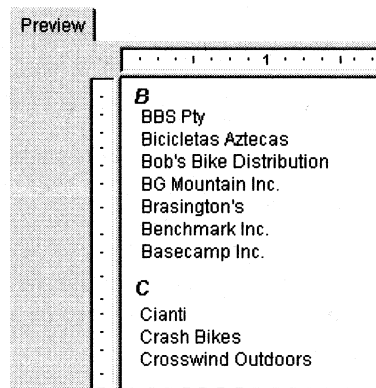 Preview
1
B
BBS Pty
Bicicletas Aztecas
Bob's Bike Distribution
BG Mountain Inc.
Brasington's
Benchmark Inc.
Basecamp Inc.
C
Cianti
Crash Bikes
Crosswind Outdoors